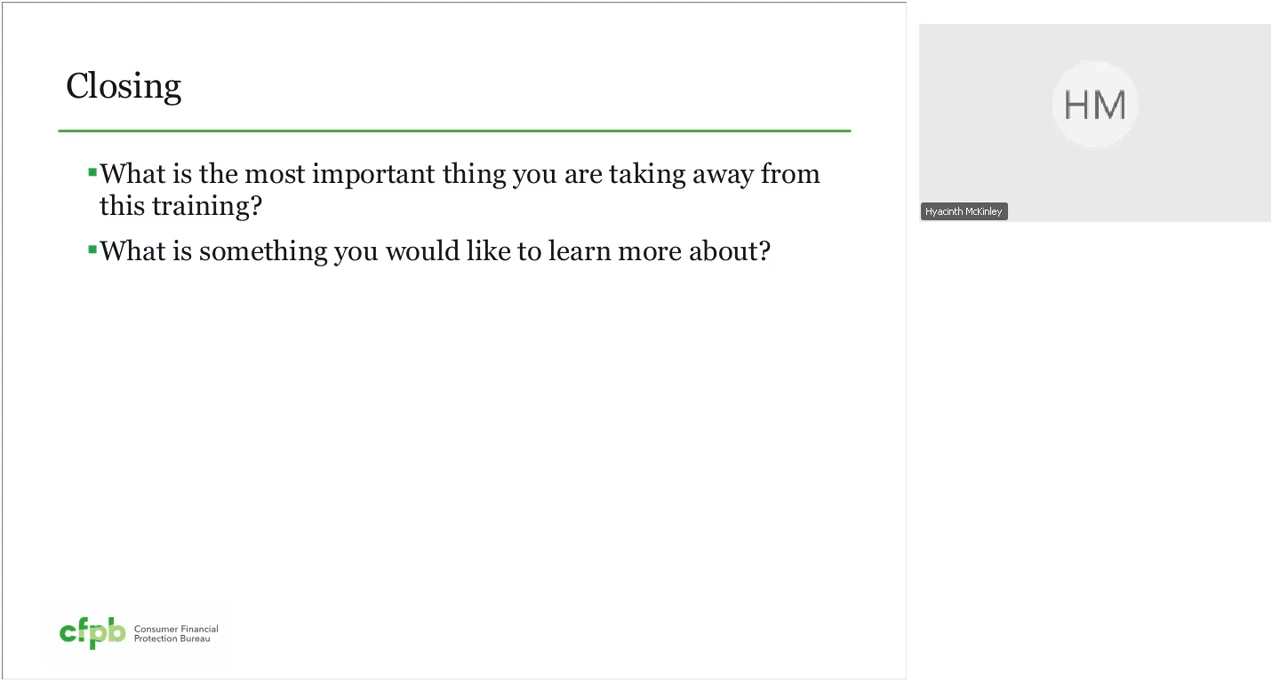 Closing
▪What is the most important thing you are taking away from
this training?
▪What is something you would like to learn more about?
HM
Hyacinth McKinley
cfpb Consumer Financial
Protection Bureau